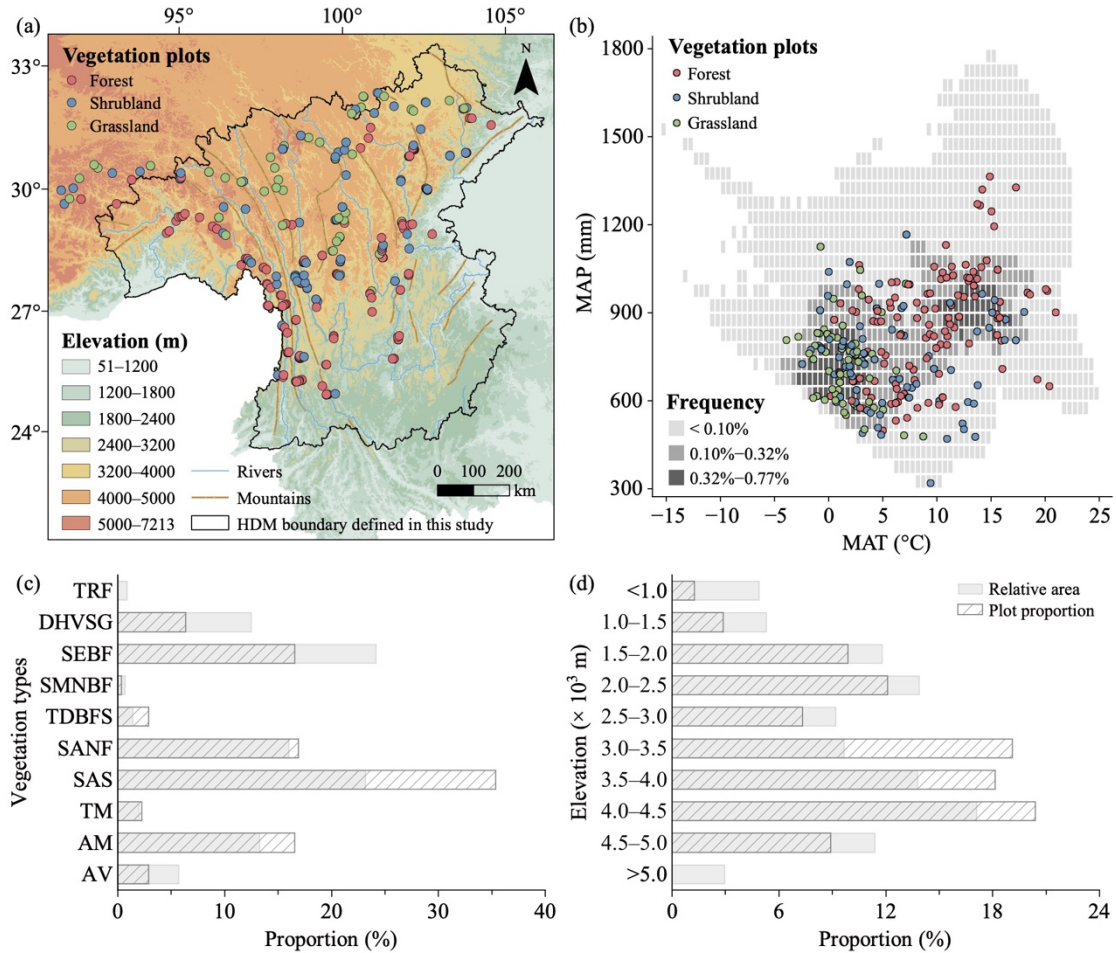 (a)
95° 100° 105°
33°
30°
27°
24°
Vegetation plots
Forest
Shrubland
Grassland
N
Elevation (m)
51–1200
1200–1800
1800–2400
2400–3200
3200–4000
4000–5000
5000–7213
Rivers
Mountains
HDM boundary defined in this study
0 100 200
km
(b)
1800
1500
1200
900
600
300
MAP (mm)
Vegetation plots
Forest
Shrubland
Grassland
Frequency
< 0.10%
0.10%−0.32%
0.32%−0.77%
−15 −10 −5 0 5 10 15 20 25
MAT (°C)
(c)
Vegetation types
TRF
DHVSG
SEBF
SMNBF
TDBFS
SANF
SAS
TM
AM
AV
0 10 20 30 40
Proportion (%)
(d)
Elevation (× 10³ m)
<1.0
1.0–1.5
1.5–2.0
2.0–2.5
2.5–3.0
3.0–3.5
3.5–4.0
4.0–4.5
4.5–5.0
>5.0
Relative area
Plot proportion
0 6 12 18 24
Proportion (%)